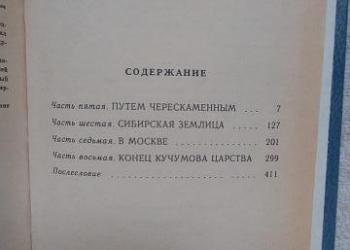 СОДЕРЖАНИЕ
Часть пятая. ПУТЕМ ЧЕРЕСКАМЕННЫМ . . . 7
Часть шестая. СИБИРСКАЯ ЗЕМЛИЦА . . . . . 127
Часть седьмая. В МОСКВЕ . . . . . . . . . 201
Часть восьмая. КОНЕЦ КУЧУМОВА ЦАРСТВА 299
Послесловие . . . . . . . . . . . . . 411